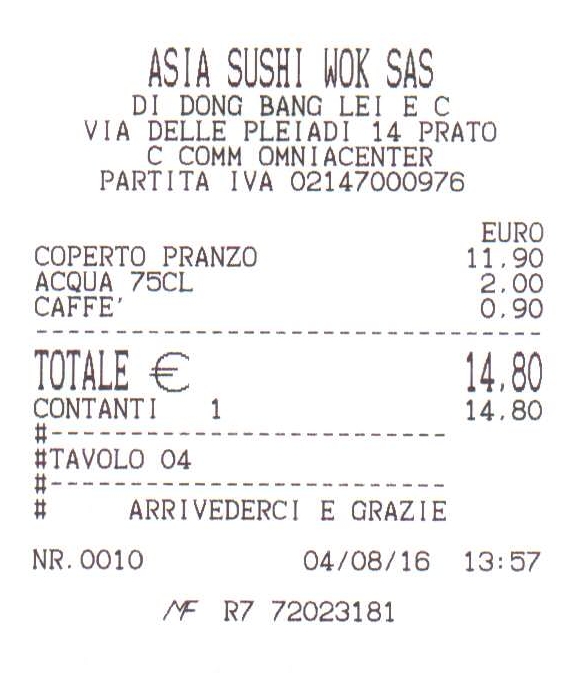 ASIA SUSHI WOK SAS
DI DONG BANG LEI E C
VIA DELLE PLEIADI 14 PRATO
C COMM OMNIACENTER
PARTITA IVA 02147000976
EURO
COPERTO PRANZO 11,90
ACQUA 75CL 2,00
CAFFE' 0,90
--------------------------------
TOTALE € 14,80
CONTANTI 1 14,80
#-------------------------
#TAVOLO 04
#-------------------------
# ARRIVEDERCI E GRAZIE
NR.0010 04/08/16 13:57
MF R7 72023181